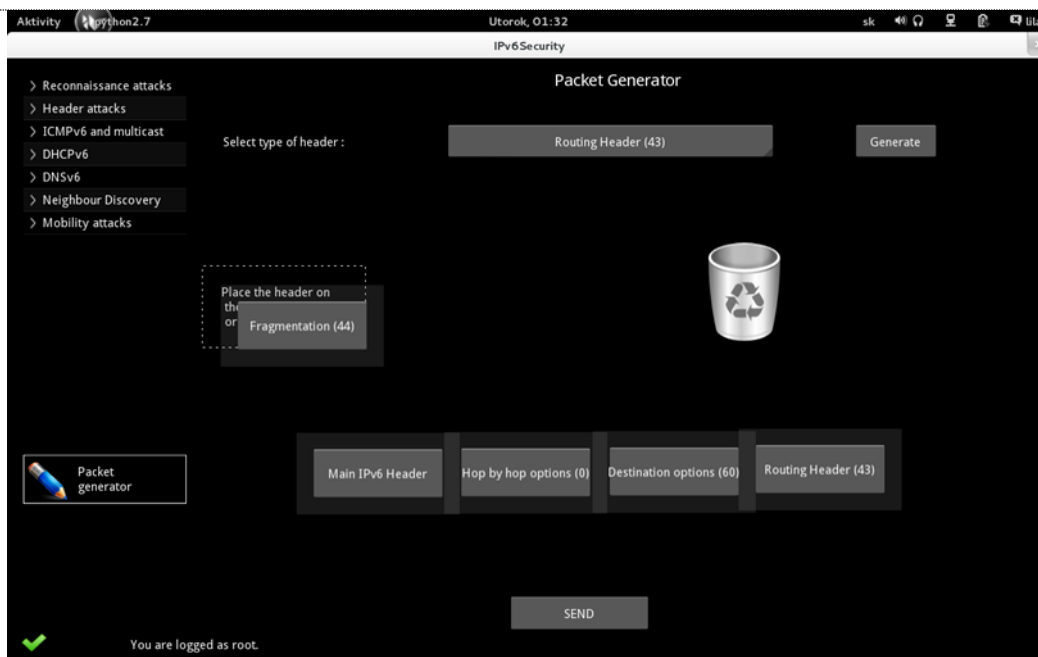 Aktivity python2.7 Utorok, 01:32 sk
IPv6Security
Packet Generator
> Reconnaissance attacks
> Header attacks
> ICMPv6 and multicast
> DHCPv6
> DNSv6
> Neighbour Discovery
> Mobility attacks
Select type of header : Routing Header (43) Generate
Place the header on
or
Fragmentation (44)
Main IPv6 Header Hop by hop options (0) Destination options (60) Routing Header (43)
Packet
generator
SEND
You are logged as root.